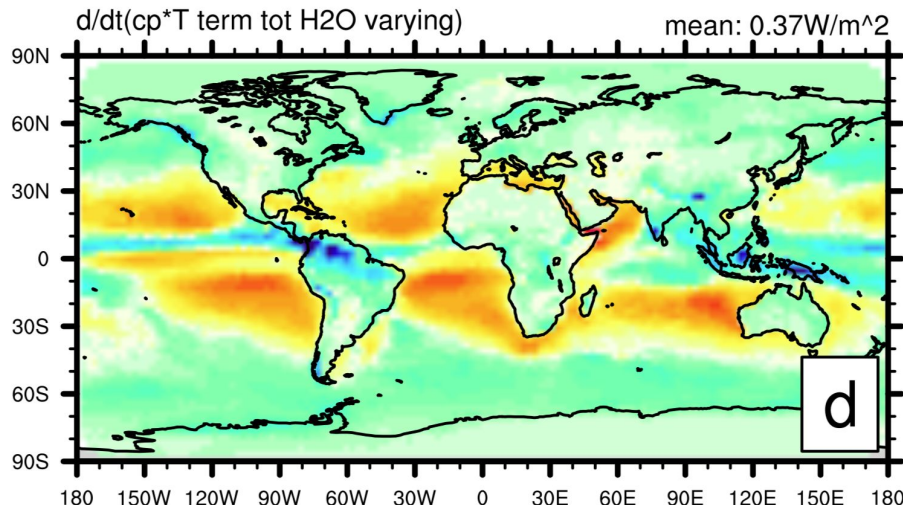 d/dt(cp*T term tot H2O varying) mean: 0.37W/m^2
90N
60N
30N
0
30S
60S
90S
d
180 150W 120W 90W 60W 30W 0 30E 60E 90E 120E 150E 180